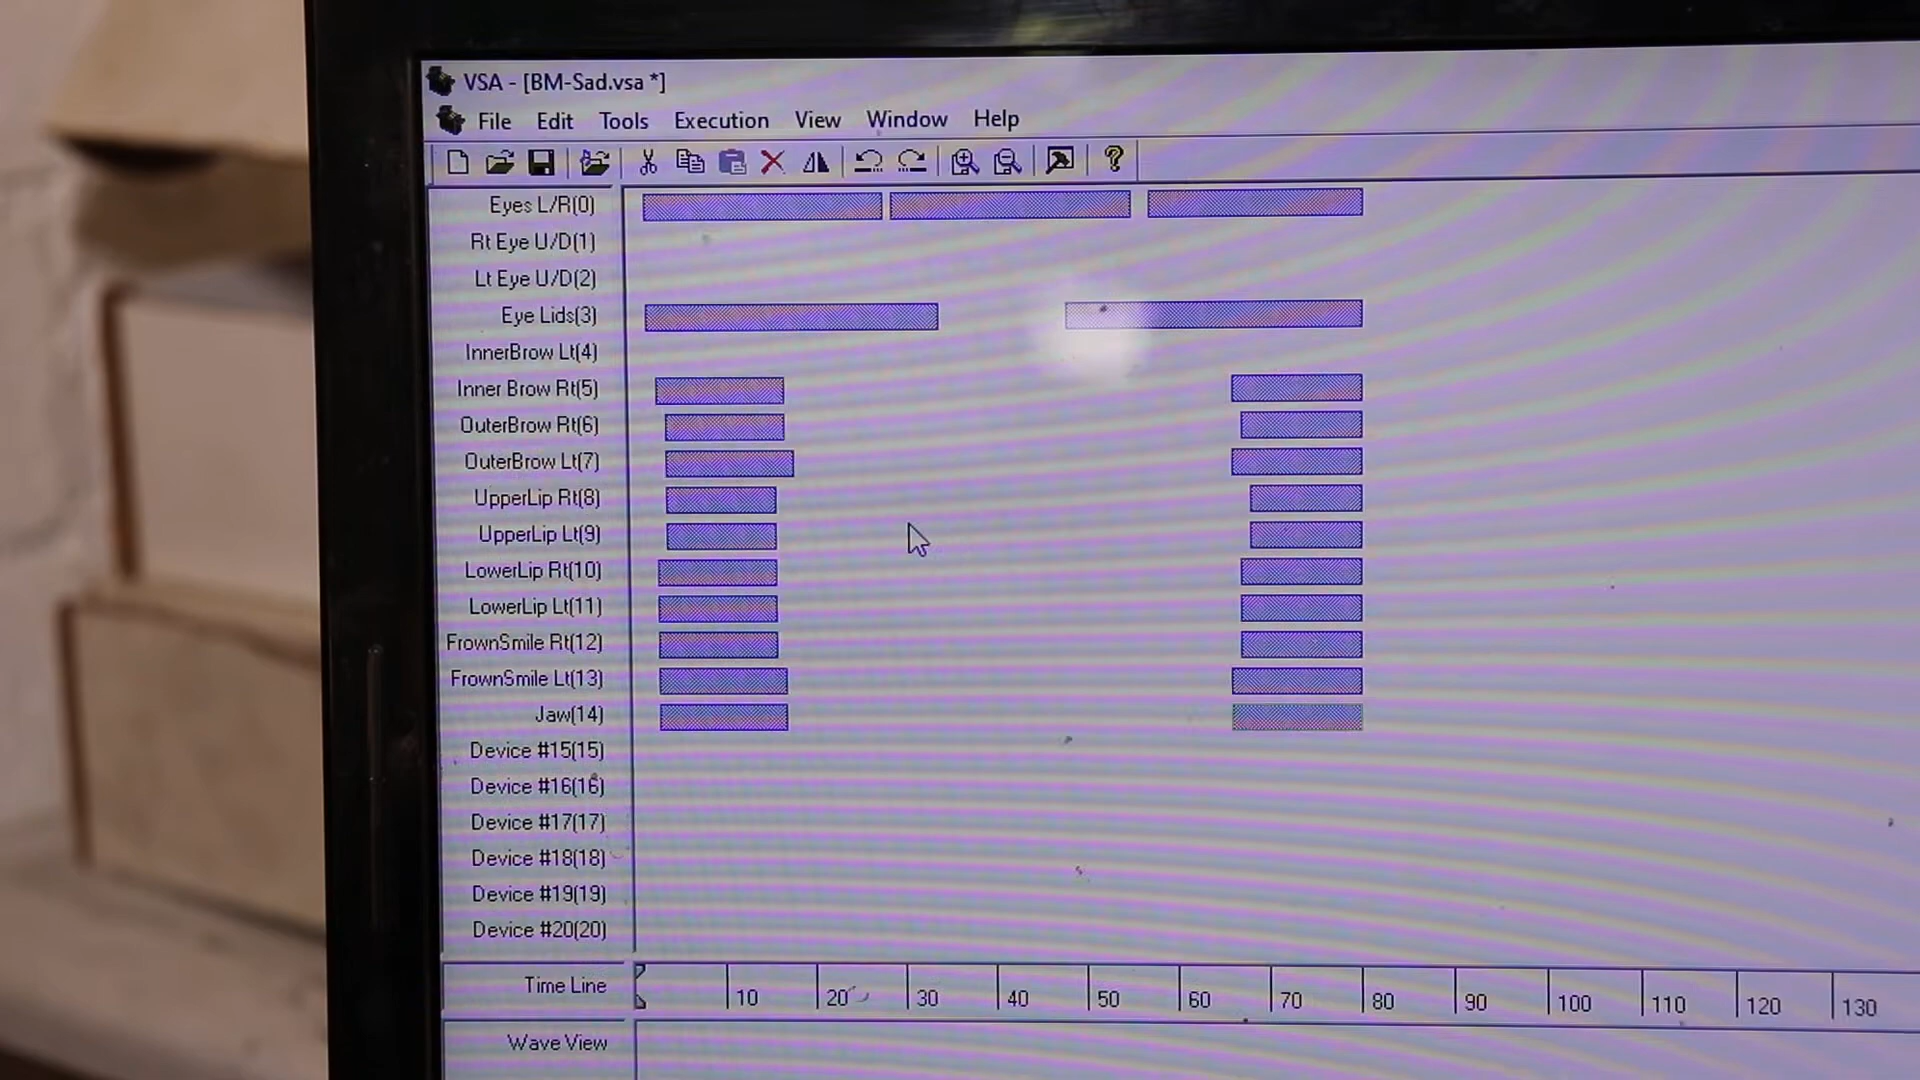 VSA - [BM-Sad.vsa *]
File Edit Tools Execution View Window Help
Eyes L/R(0)
Rt Eye U/D(1)
Lt Eye U/D(2)
Eye Lids(3)
InnerBrow Lt(4)
Inner Brow Rt(5)
OuterBrow Rt(6)
OuterBrow Lt(7)
UpperLip Rt(8)
UpperLip Lt(9)
LowerLip Rt(10)
LowerLip Lt(11)
FrownSmile Rt(12)
FrownSmile Lt(13)
Jaw(14)
Device #15(15)
Device #16(16)
Device #17(17)
Device #18(18)
Device #19(19)
Device #20(20)
Time Line 10 20 30 40 50 60 70 80 90 100 110 120 130
Wave View